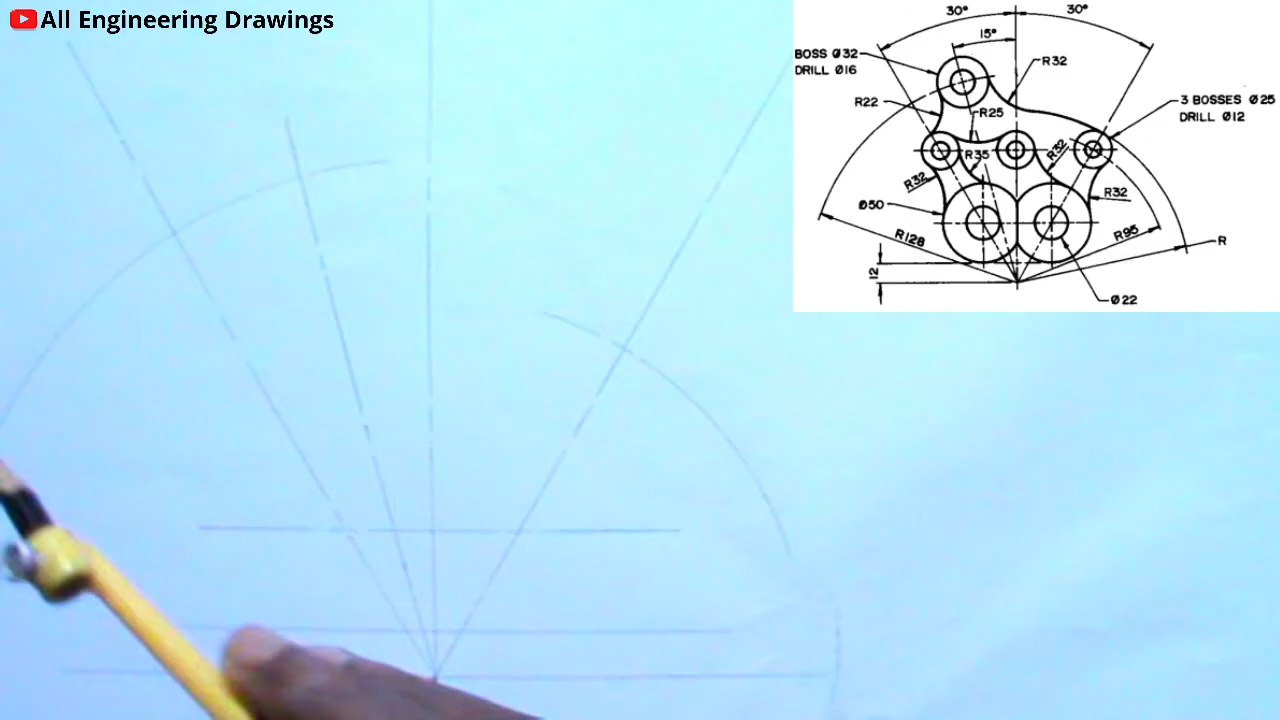 All Engineering Drawings
30°
30°
15°
BOSS Ø32
DRILL Ø16
R32
R22
3 BOSSES Ø25
DRILL Ø12
R25
R35
R32
R32
R32
Ø50
R128
R95
R
12
Ø22